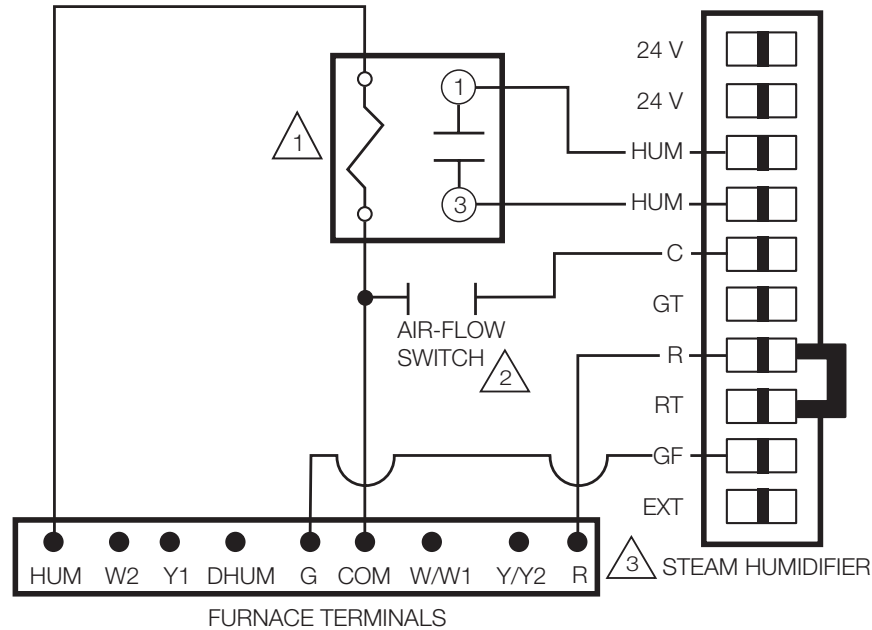 24 V
24 V
1
1
HUM
3
HUM
C
GT
AIR-FLOW
SWITCH
2
R
RT
GF
EXT
3
STEAM HUMIDIFIER
HUM W2 Y1 DHUM G COM W/W1 Y/Y2 R
FURNACE TERMINALS